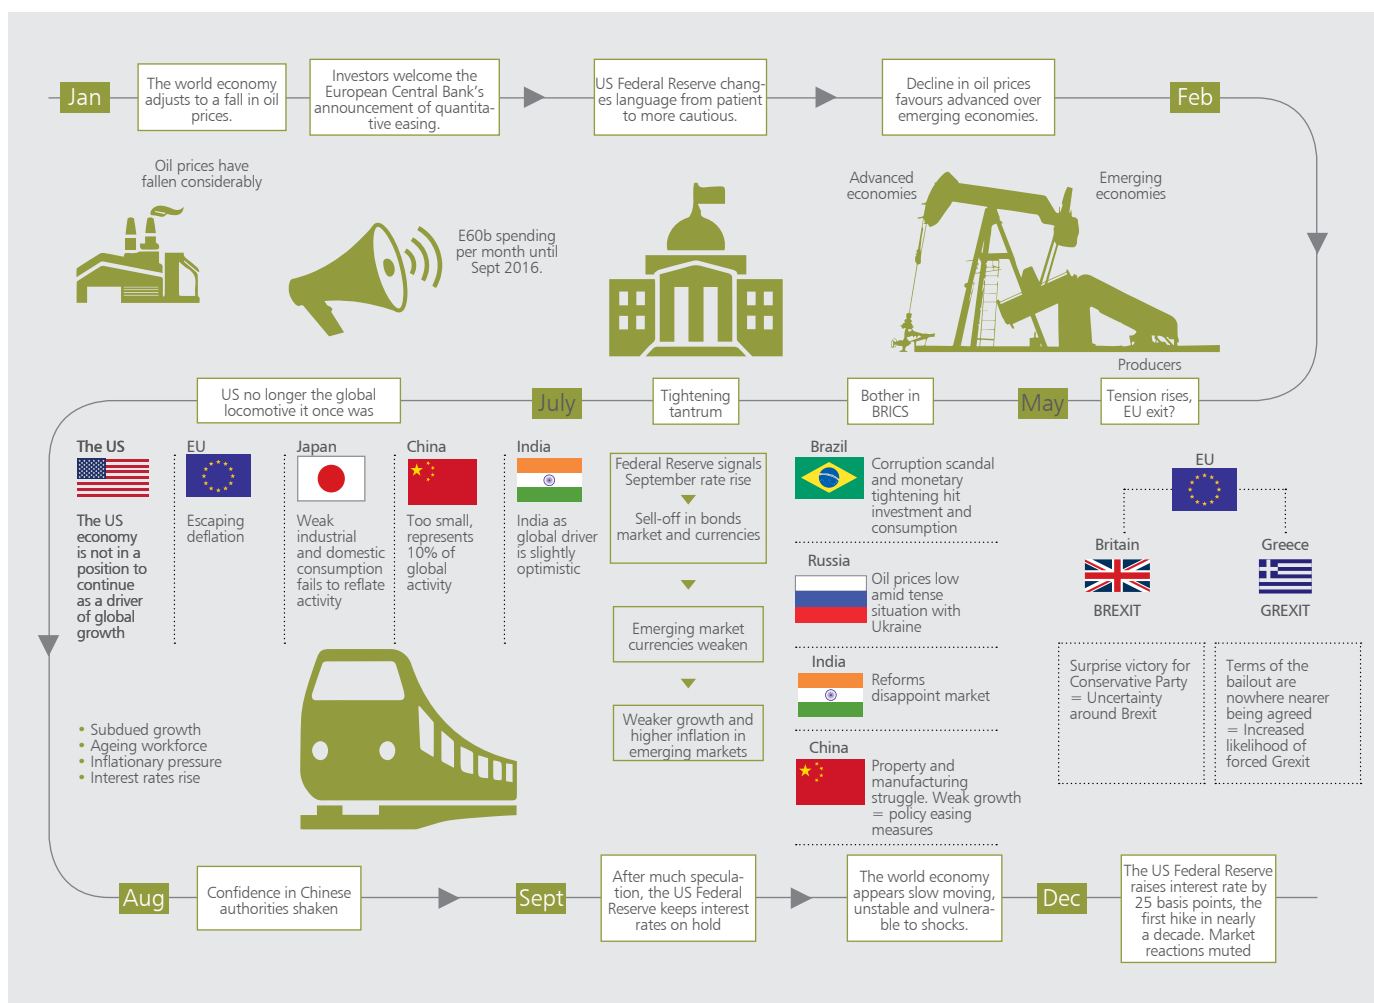 Jan
The world economy
adjusts to a fall in oil
prices.
Investors welcome the
European Central Bank's
announcement of quantita-
tive easing.
US Federal Reserve chang-
es language from patient
to more cautious.
Decline in oil prices
favours advanced over
emerging economies.
Feb
Oil prices have
fallen considerably
E60b spending
per month until
Sept 2016.
Advanced
economies
Emerging
economies
Producers
Tension rises,
EU exit?
May
Bother in
BRICS
Tightening
tantrum
July
US no longer the global
locomotive it once was
The US
The US
economy
is not in a
position to
continue
as a driver
of global
growth
EU
Escaping
deflation
Japan
Weak
industrial
and domestic
consumption
fails to reflate
activity
China
Too small,
represents
10% of
global
activity
India
India as
global driver
is slightly
optimistic
Federal Reserve signals
September rate rise
Sell-off in bonds
market and currencies
Emerging market
currencies weaken
Weaker growth and
higher inflation in
emerging markets
Brazil
Corruption scandal
and monetary
tightening hit
investment and
consumption
Russia
Oil prices low
amid tense
situation with
Ukraine
India
Reforms
disappoint market
China
Property and
manufacturing
struggle. Weak growth
= policy easing
measures
EU
Britain
BREXIT
Greece
GREXIT
Surprise victory for
Conservative Party
= Uncertainty
around Brexit
Terms of the
bailout are
nowhere nearer
being agreed
= Increased
likelihood of
forced Grexit
• Subdued growth
• Ageing workforce
• Inflationary pressure
• Interest rates rise
Aug
Confidence in Chinese
authorities shaken
Sept
After much specula-
tion, the US Federal
Reserve keeps interest
rates on hold
The world economy
appears slow moving,
unstable and vulnera-
ble to shocks.
Dec
The US Federal Reserve
raises interest rate by
25 basis points, the
first hike in nearly
a decade. Market
reactions muted